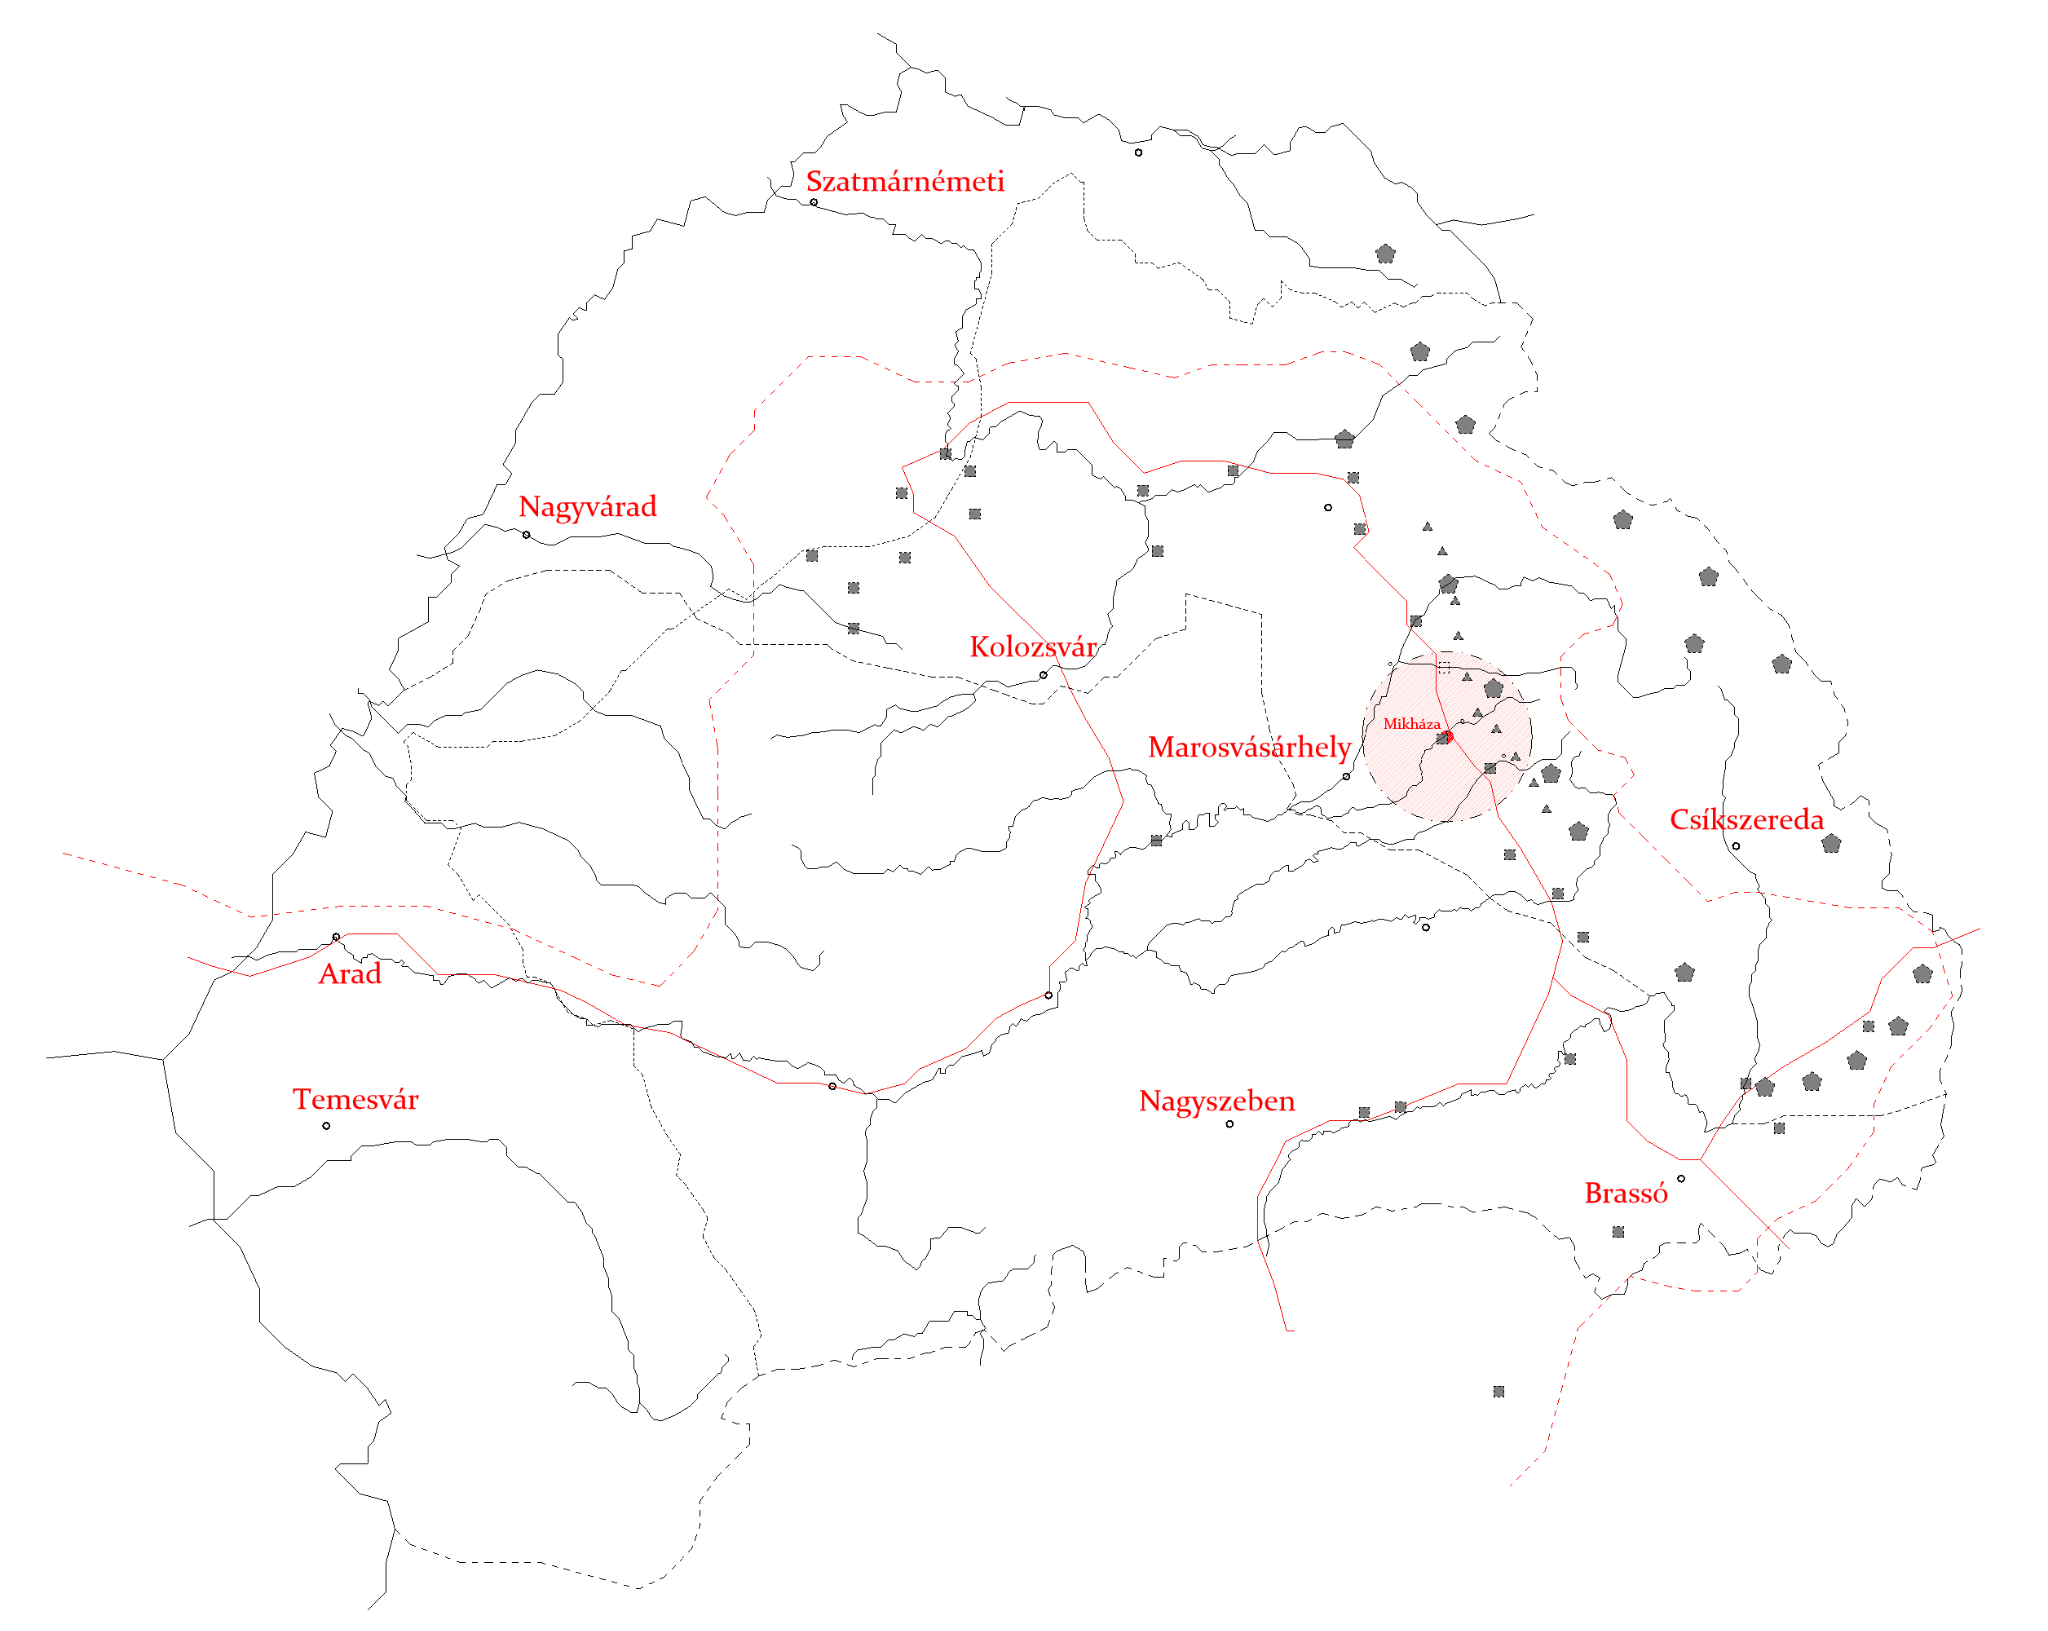 Szatmárnémeti
Nagyvárad
Kolozsvár
Mikháza
Marosvásárhely
Csíkszereda
Arad
Temesvár
Nagyszeben
Brassó